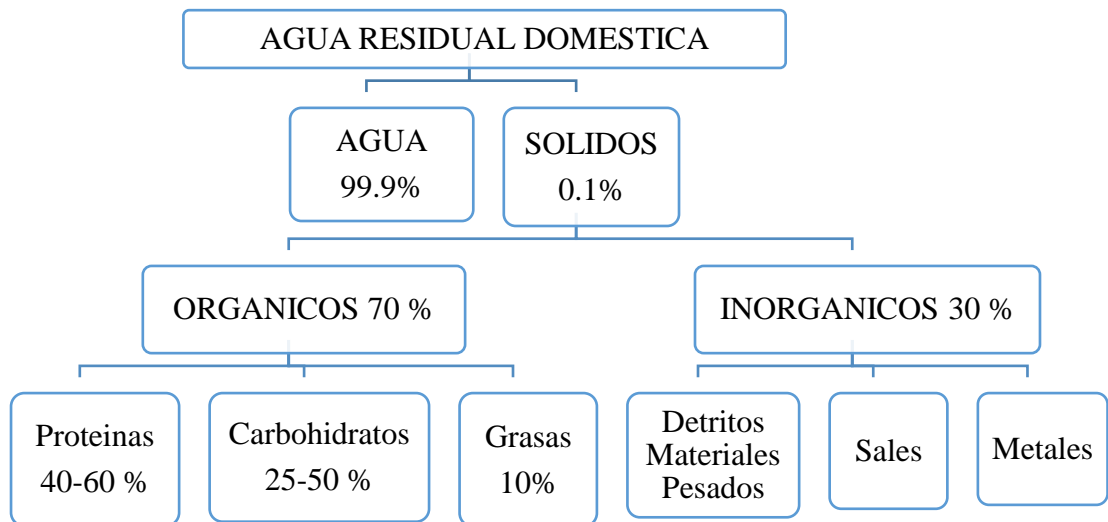 AGUA RESIDUAL DOMESTICA
AGUA
99.9%
SOLIDOS
0.1%
ORGANICOS 70 %
INORGANICOS 30 %
Proteinas
40-60 %
Carbohidratos
25-50 %
Grasas
10%
Detritos
Materiales
Pesados
Sales
Metales